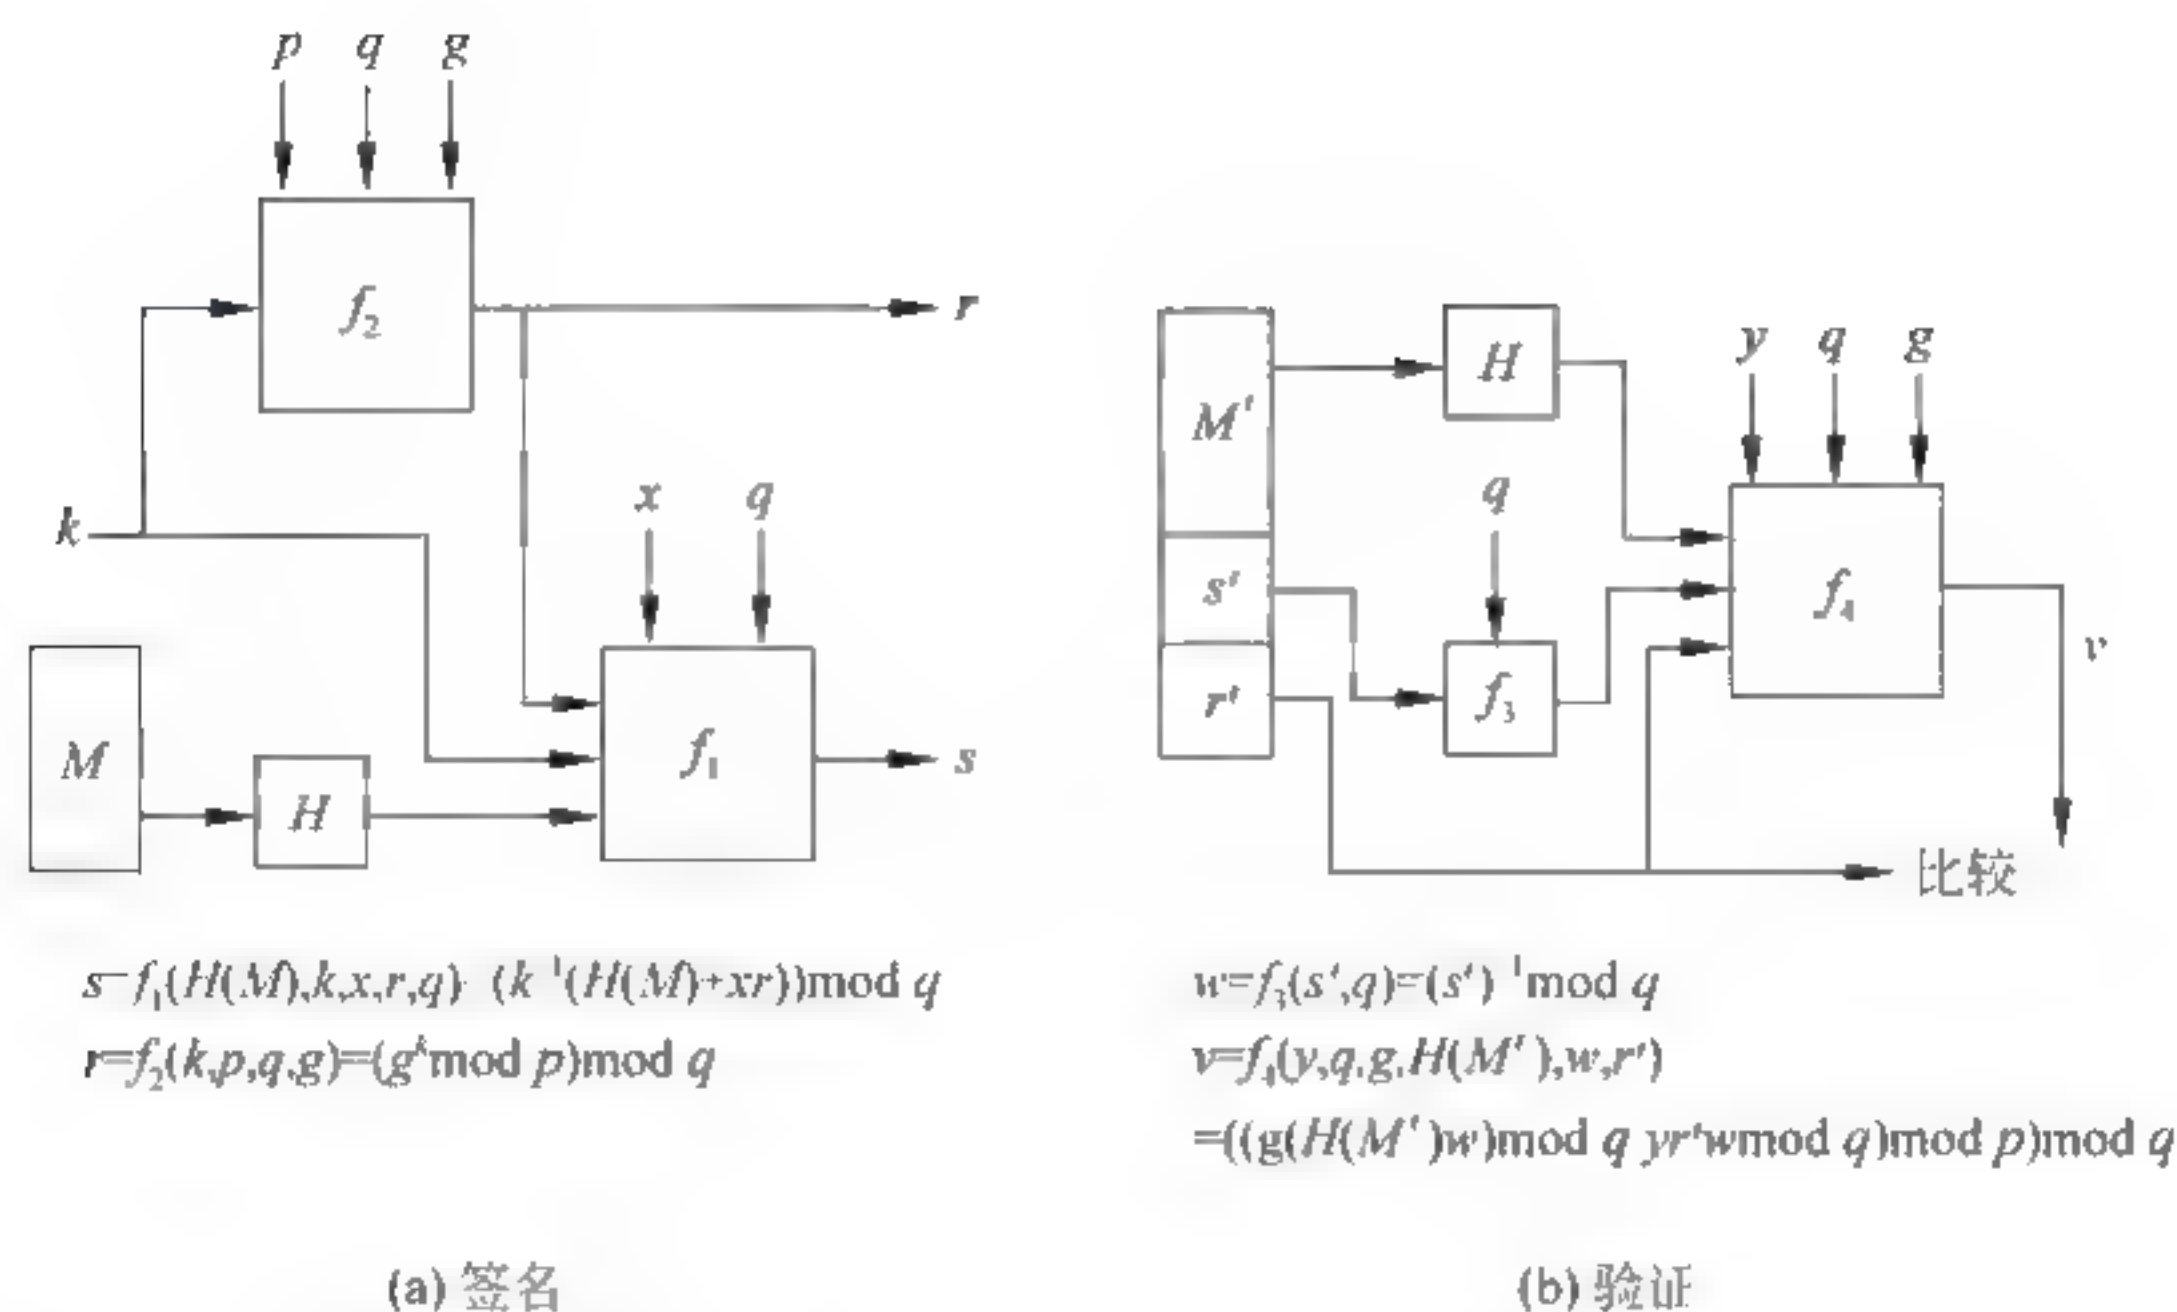 p q g
f₂
r
k
x q
M
H
f₁
s
s=f₁(H(M),k,x,r,q) (k⁻¹(H(M)+xr))mod q
r=f₂(k,p,q,g)=(gᵏmod p)mod q
(a) 签名
M′
H
y q g
q
s′
f₄
r′
f₃
v
比较
w=f₃(s′,q)=(s′)⁻¹mod q
v=f₄(y,q,g,H(M′),w,r′)
=((g(H(M′)w)mod q yr′wmod q)mod p)mod q
(b) 验证